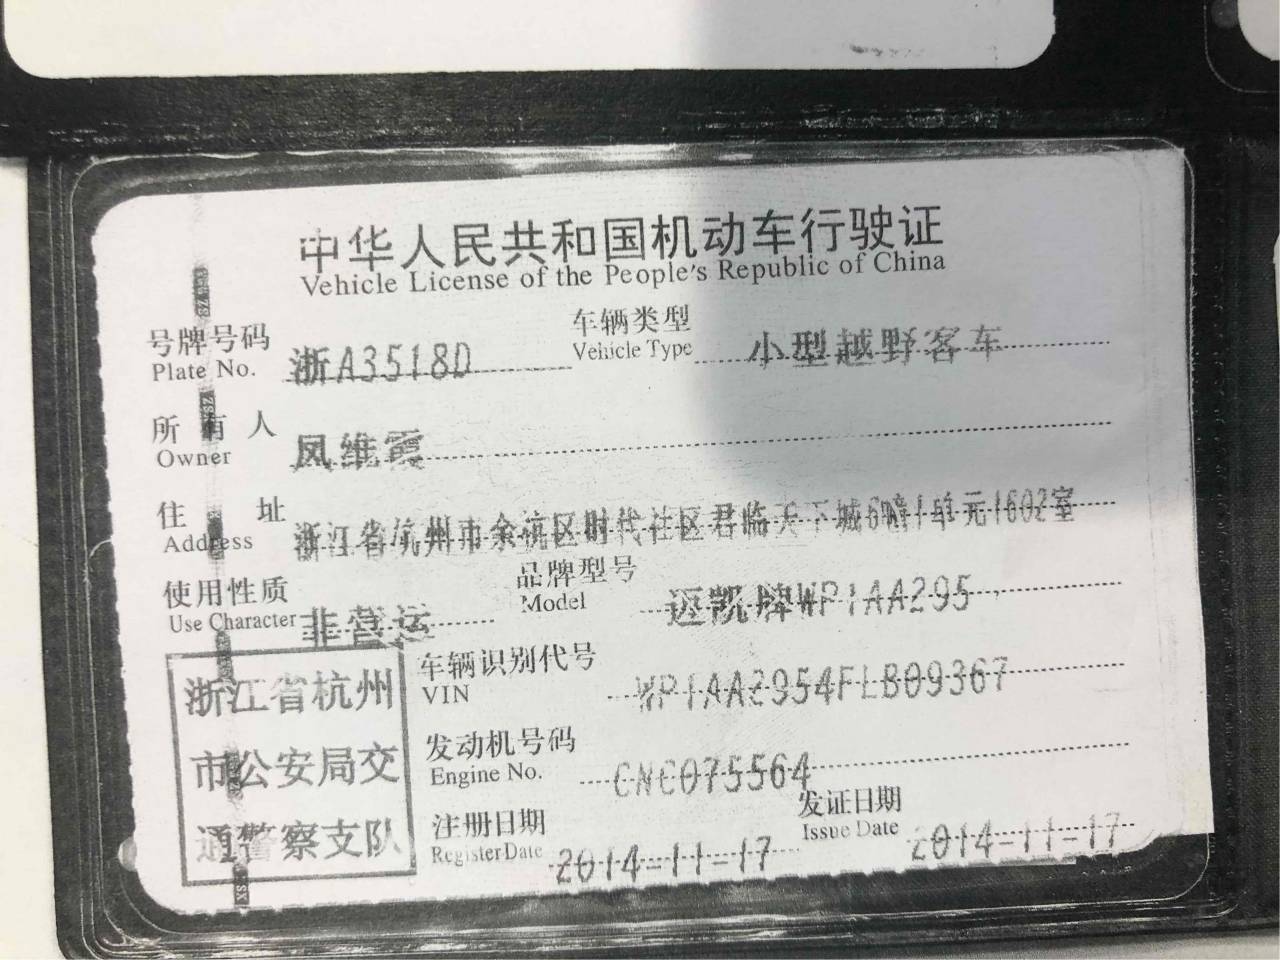 中华人民共和国机动车行驶证
Vehicle License of the People's Republic of China
号牌号码 浙A3518D 车辆类型 小型越野客车
Plate No. Vehicle Type
所有人 凤维霞
Owner
住址 浙江省杭州市余杭区时代社区君临天下城6幢1单元1602室
Address
使用性质 非营运 品牌型号 迈凯牌WP1AA295
Use Character Model
浙江省杭州
市公安局交
通警察支队
车辆识别代号 WP1AA2954FLB09367
VIN
发动机号码 CNC075564
Engine No.
注册日期 2014-11-17 发证日期 2014-11-17
Register Date Issue Date